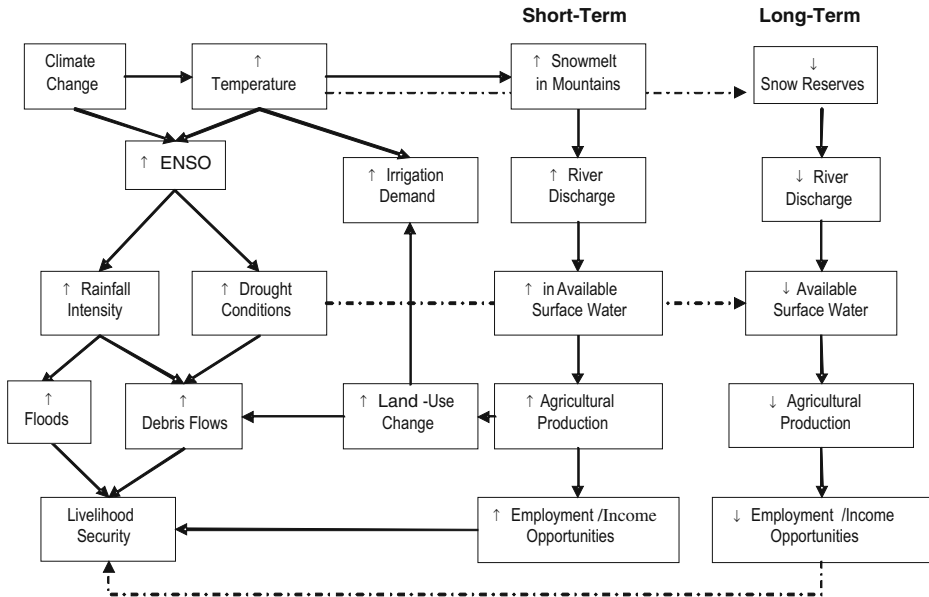 Short-Term
Long-Term
Climate
Change
↑
Temperature
↑ Snowmelt
in Mountains
↓
Snow Reserves
↑ ENSO
↑ Irrigation
Demand
↑ River
Discharge
↓ River
Discharge
↑ Rainfall
Intensity
↑ Drought
Conditions
↑ in Available
Surface Water
↓ Available
Surface Water
↑
Floods
↑
Debris Flows
↑ Land -Use
Change
↑ Agricultural
Production
↓ Agricultural
Production
Livelihood
Security
↑ Employment /Income
Opportunities
↓ Employment /Income
Opportunities